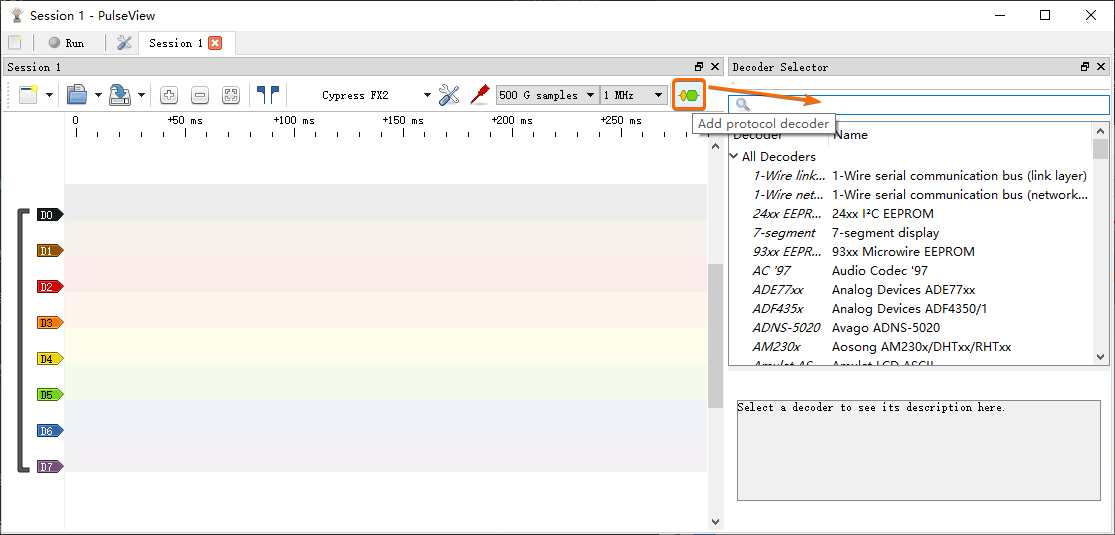 Session 1 - PulseView
Run
Session 1
Session 1
Decoder Selector
Cypress FX2
500 G samples
1 MHz
Add protocol decoder
0
+50 ms
+100 ms
+150 ms
+200 ms
+250 ms
Decoder
Name
All Decoders
1-Wire link... 1-Wire serial communication bus (link layer)
1-Wire net... 1-Wire serial communication bus (network...
24xx EEPR... 24xx I²C EEPROM
7-segment 7-segment display
93xx EEPR... 93xx Microwire EEPROM
AC '97 Audio Codec '97
ADE77xx Analog Devices ADE77xx
ADF435x Analog Devices ADF4350/1
ADNS-5020 Avago ADNS-5020
AM230x Aosong AM230x/DHTxx/RHTxx
Amulet LCD ASCII
D0
D1
D2
D3
D4
D5
D6
D7
Select a decoder to see its description here.